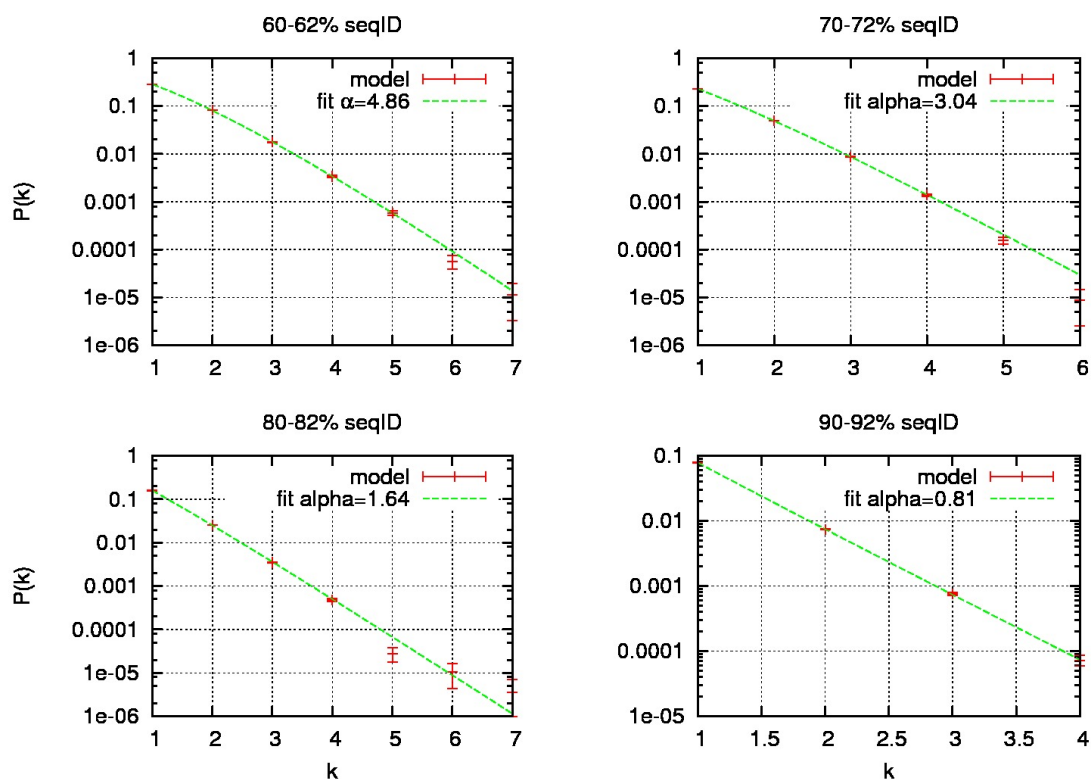 60-62% seqID
1
0.1
0.01
0.001
0.0001
1e-05
1e-06
P(k)
model
fit α=4.86
1 2 3 4 5 6 7
70-72% seqID
1
0.1
0.01
0.001
0.0001
1e-05
1e-06
model
fit alpha=3.04
1 2 3 4 5 6
80-82% seqID
1
0.1
0.01
0.001
0.0001
1e-05
1e-06
P(k)
model
fit alpha=1.64
1 2 3 4 5 6 7
k
90-92% seqID
0.1
0.01
0.001
0.0001
1e-05
model
fit alpha=0.81
1 1.5 2 2.5 3 3.5 4
k